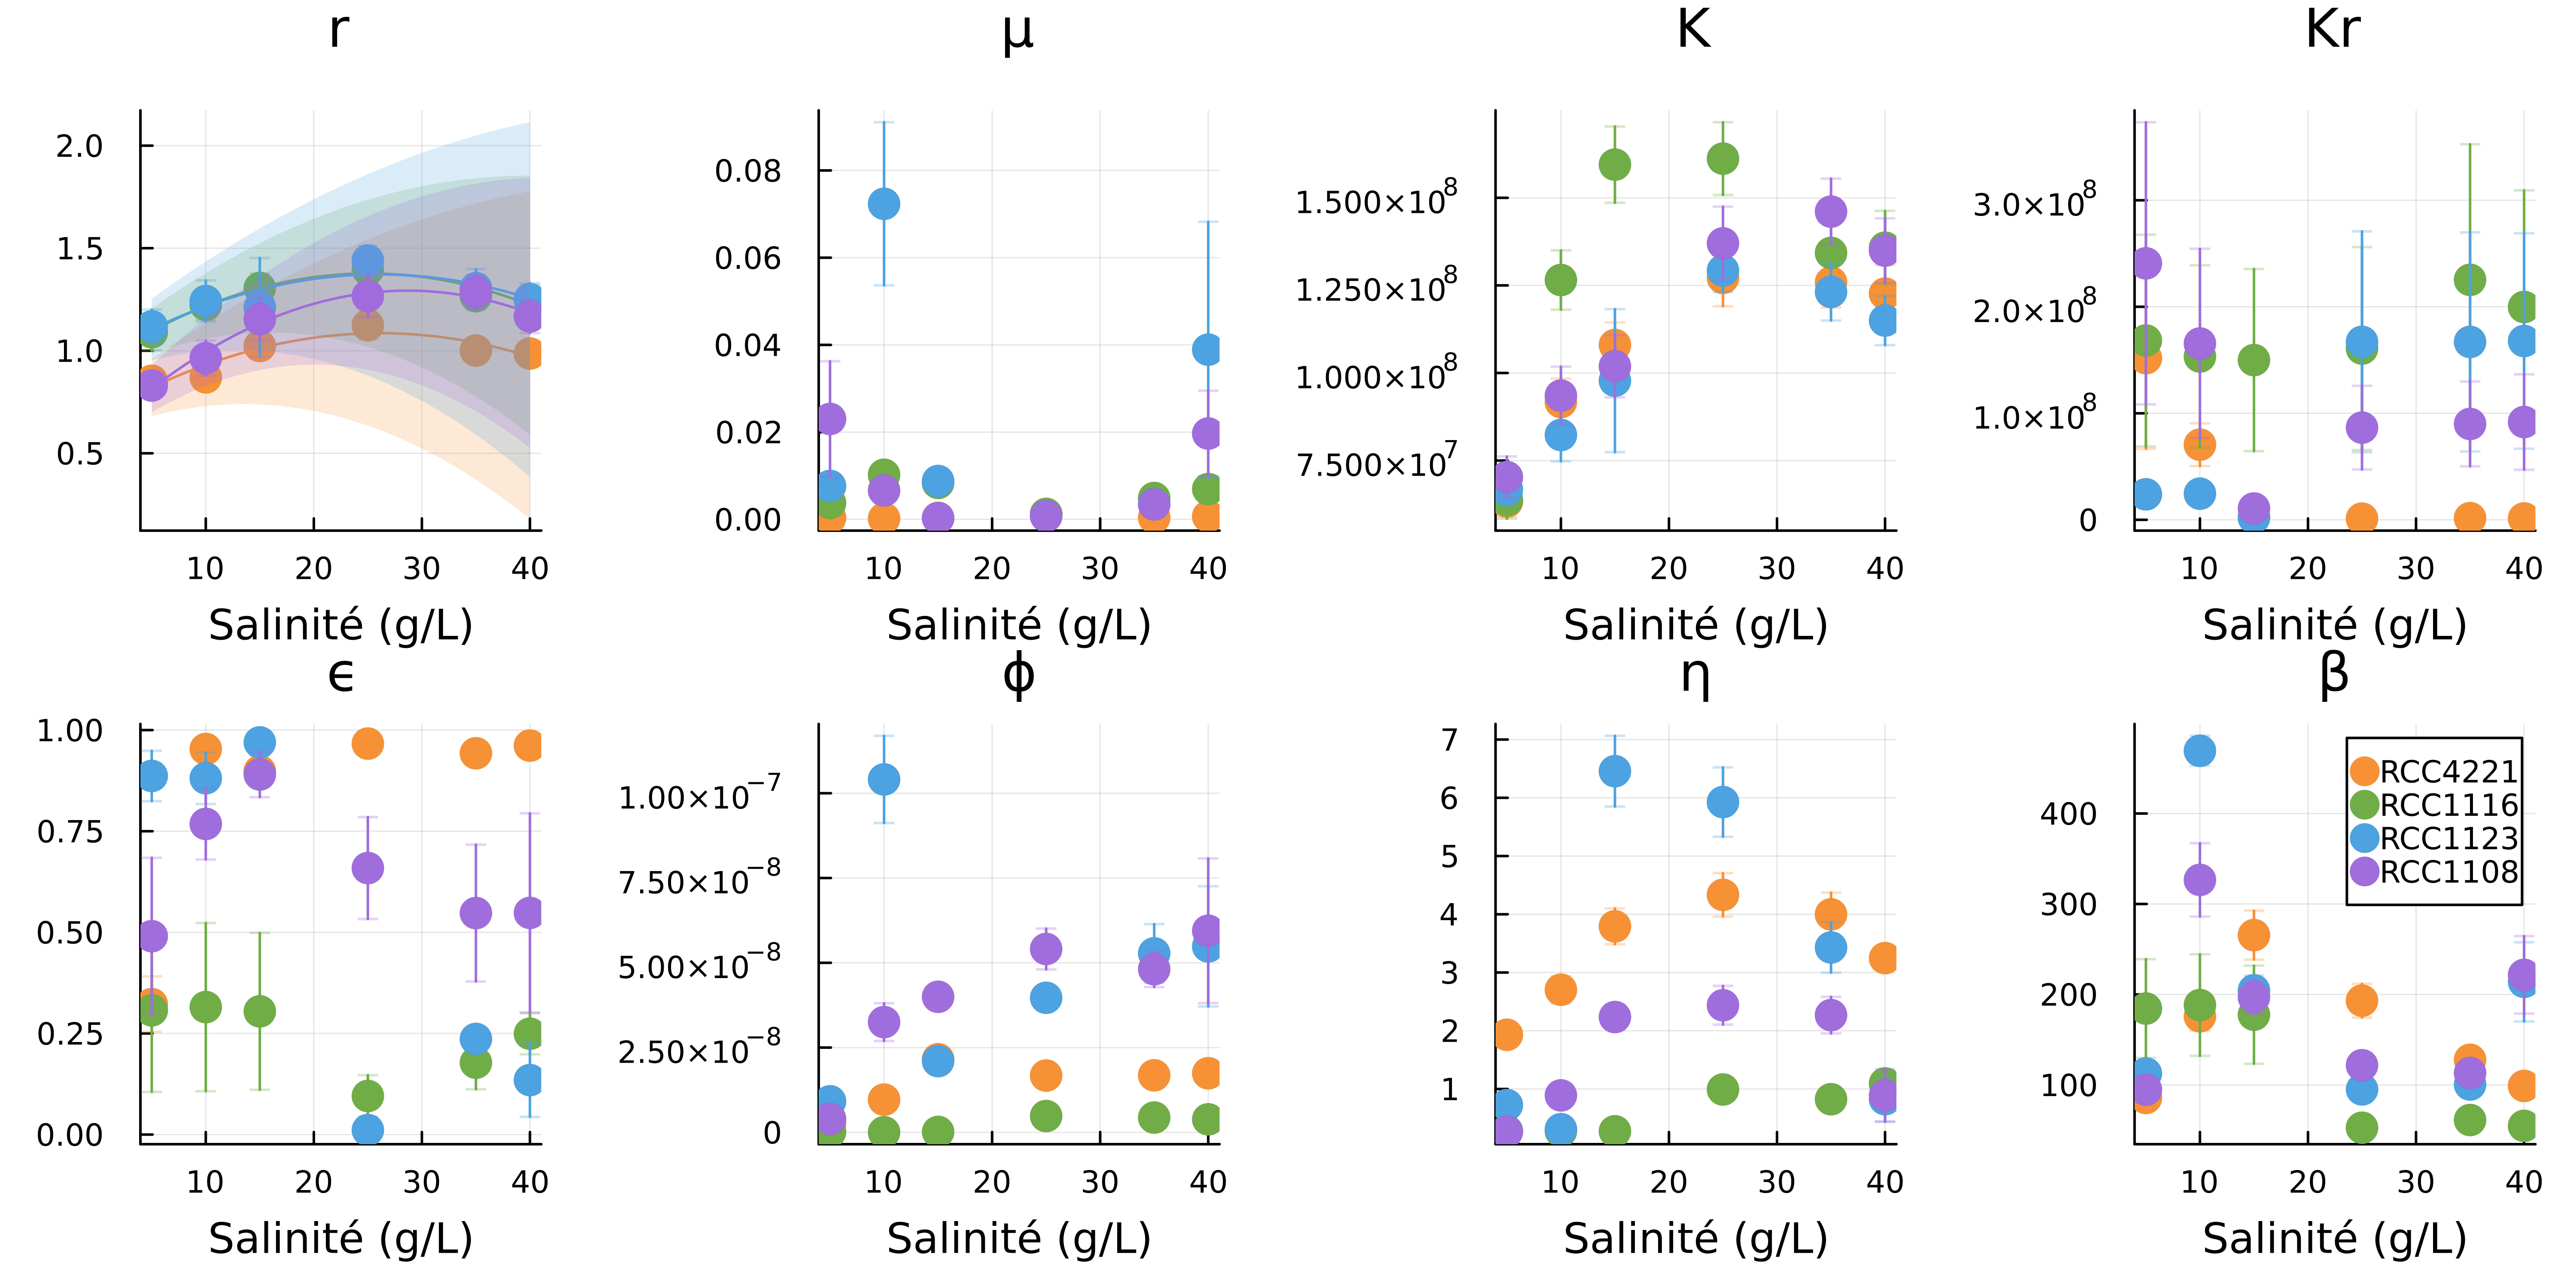 r
μ
K
Kr
2.0
1.5
1.0
0.5
10 20 30 40
Salinité (g/L)
0.08
0.06
0.04
0.02
0.00
10 20 30 40
Salinité (g/L)
1.500×10⁸
1.250×10⁸
1.000×10⁸
7.500×10⁷
10 20 30 40
Salinité (g/L)
3.0×10⁸
2.0×10⁸
1.0×10⁸
0
10 20 30 40
Salinité (g/L)
ϵ
ϕ
η
β
1.00
0.75
0.50
0.25
0.00
10 20 30 40
Salinité (g/L)
1.00×10⁻⁷
7.50×10⁻⁸
5.00×10⁻⁸
2.50×10⁻⁸
0
10 20 30 40
Salinité (g/L)
7
6
5
4
3
2
1
10 20 30 40
Salinité (g/L)
400
300
200
100
RCC4221
RCC1116
RCC1123
RCC1108
10 20 30 40
Salinité (g/L)